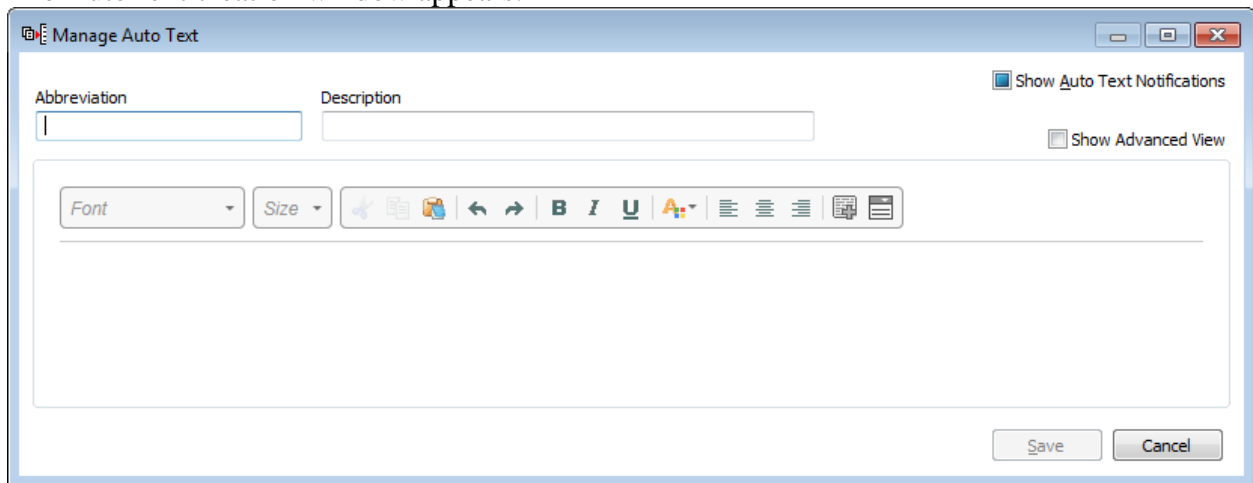 Manage Auto Text
Show Auto Text Notifications
Abbreviation Description
Show Advanced View
Font Size B I U A
Save Cancel